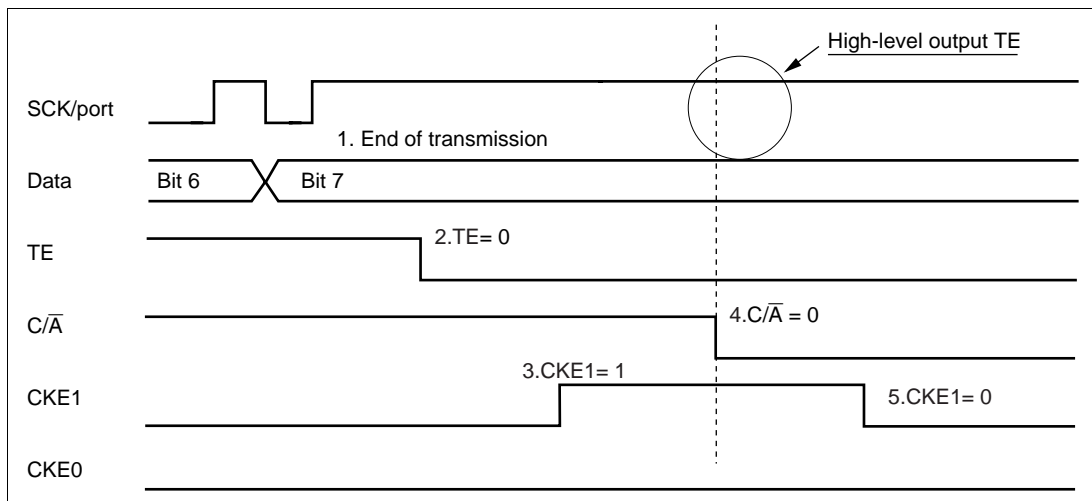 High-level output TE
SCK/port
1. End of transmission
Data
Bit 6
Bit 7
TE
2.TE= 0
C/A̅
4.C/A̅ = 0
3.CKE1= 1
CKE1
5.CKE1= 0
CKE0